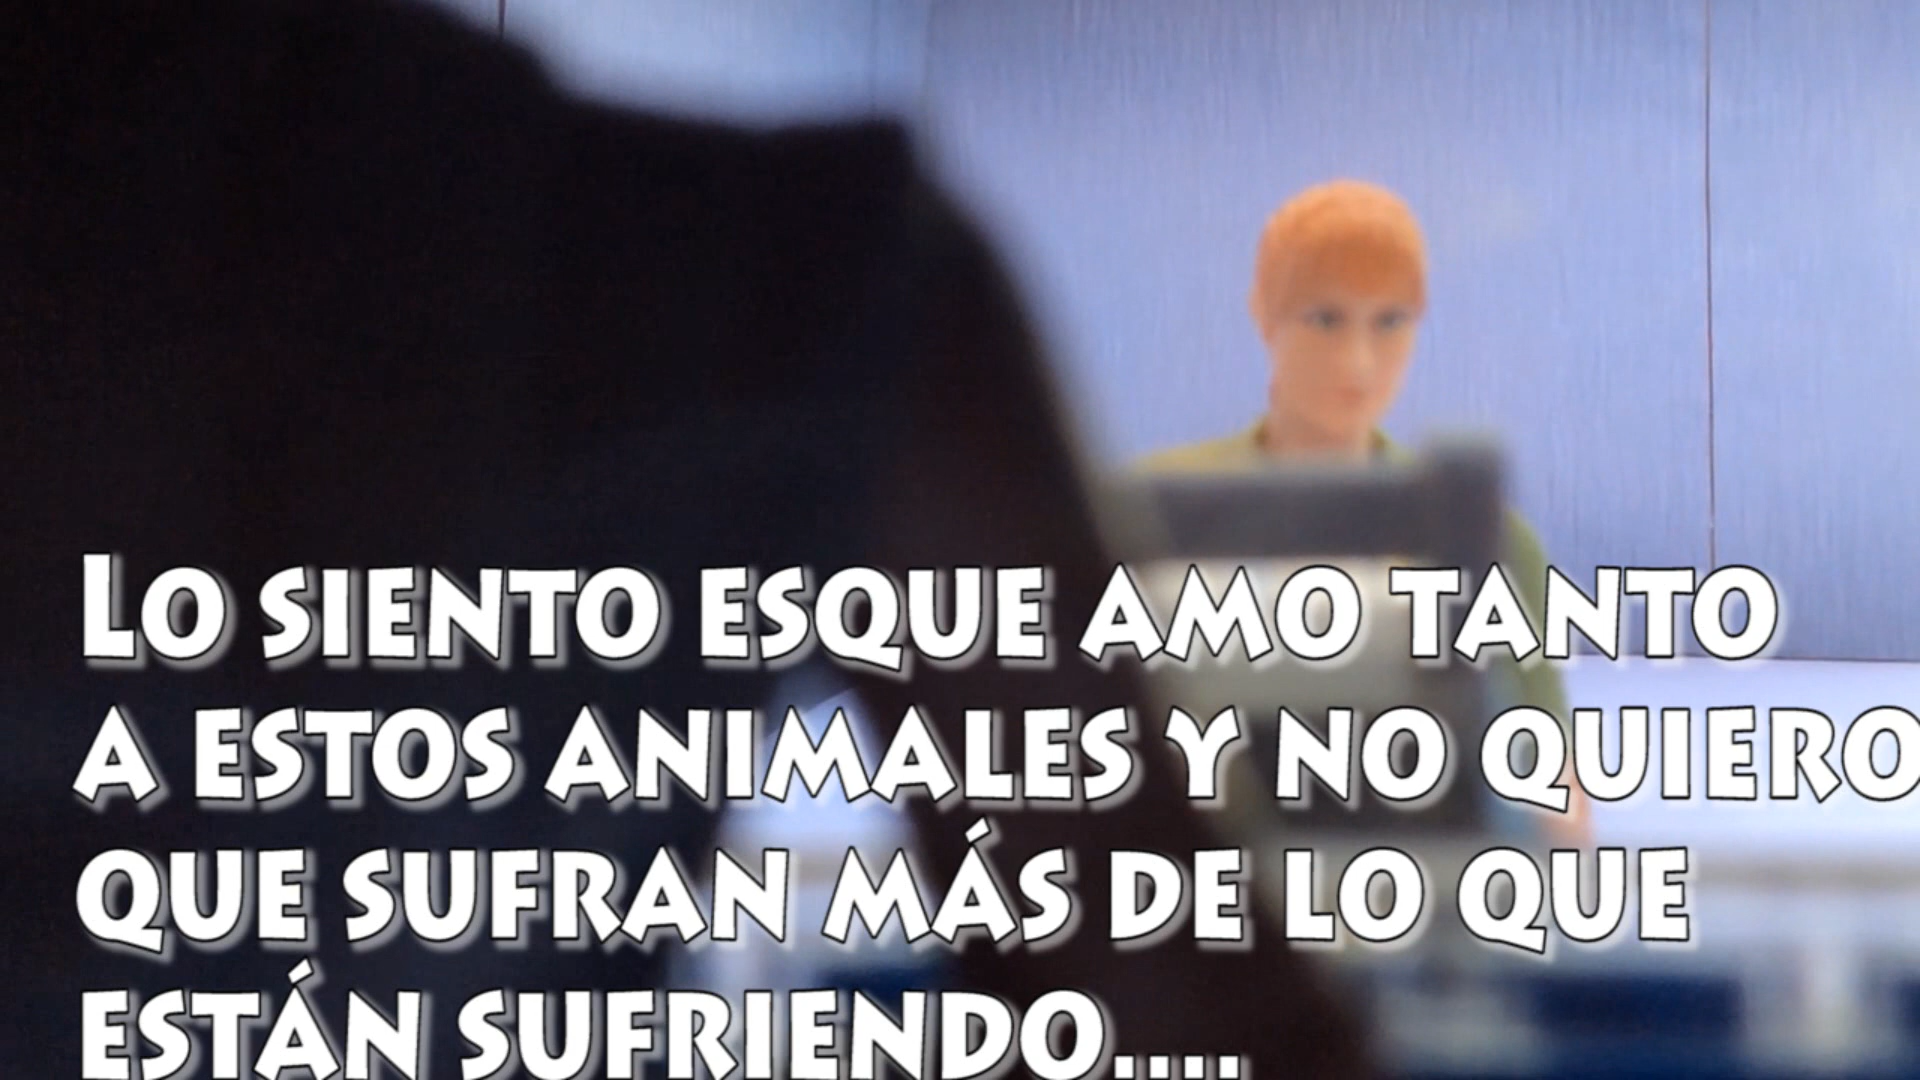 Lo siento esque amo tanto
a estos animales y no quiero
que sufran más de lo que
están sufriendo....